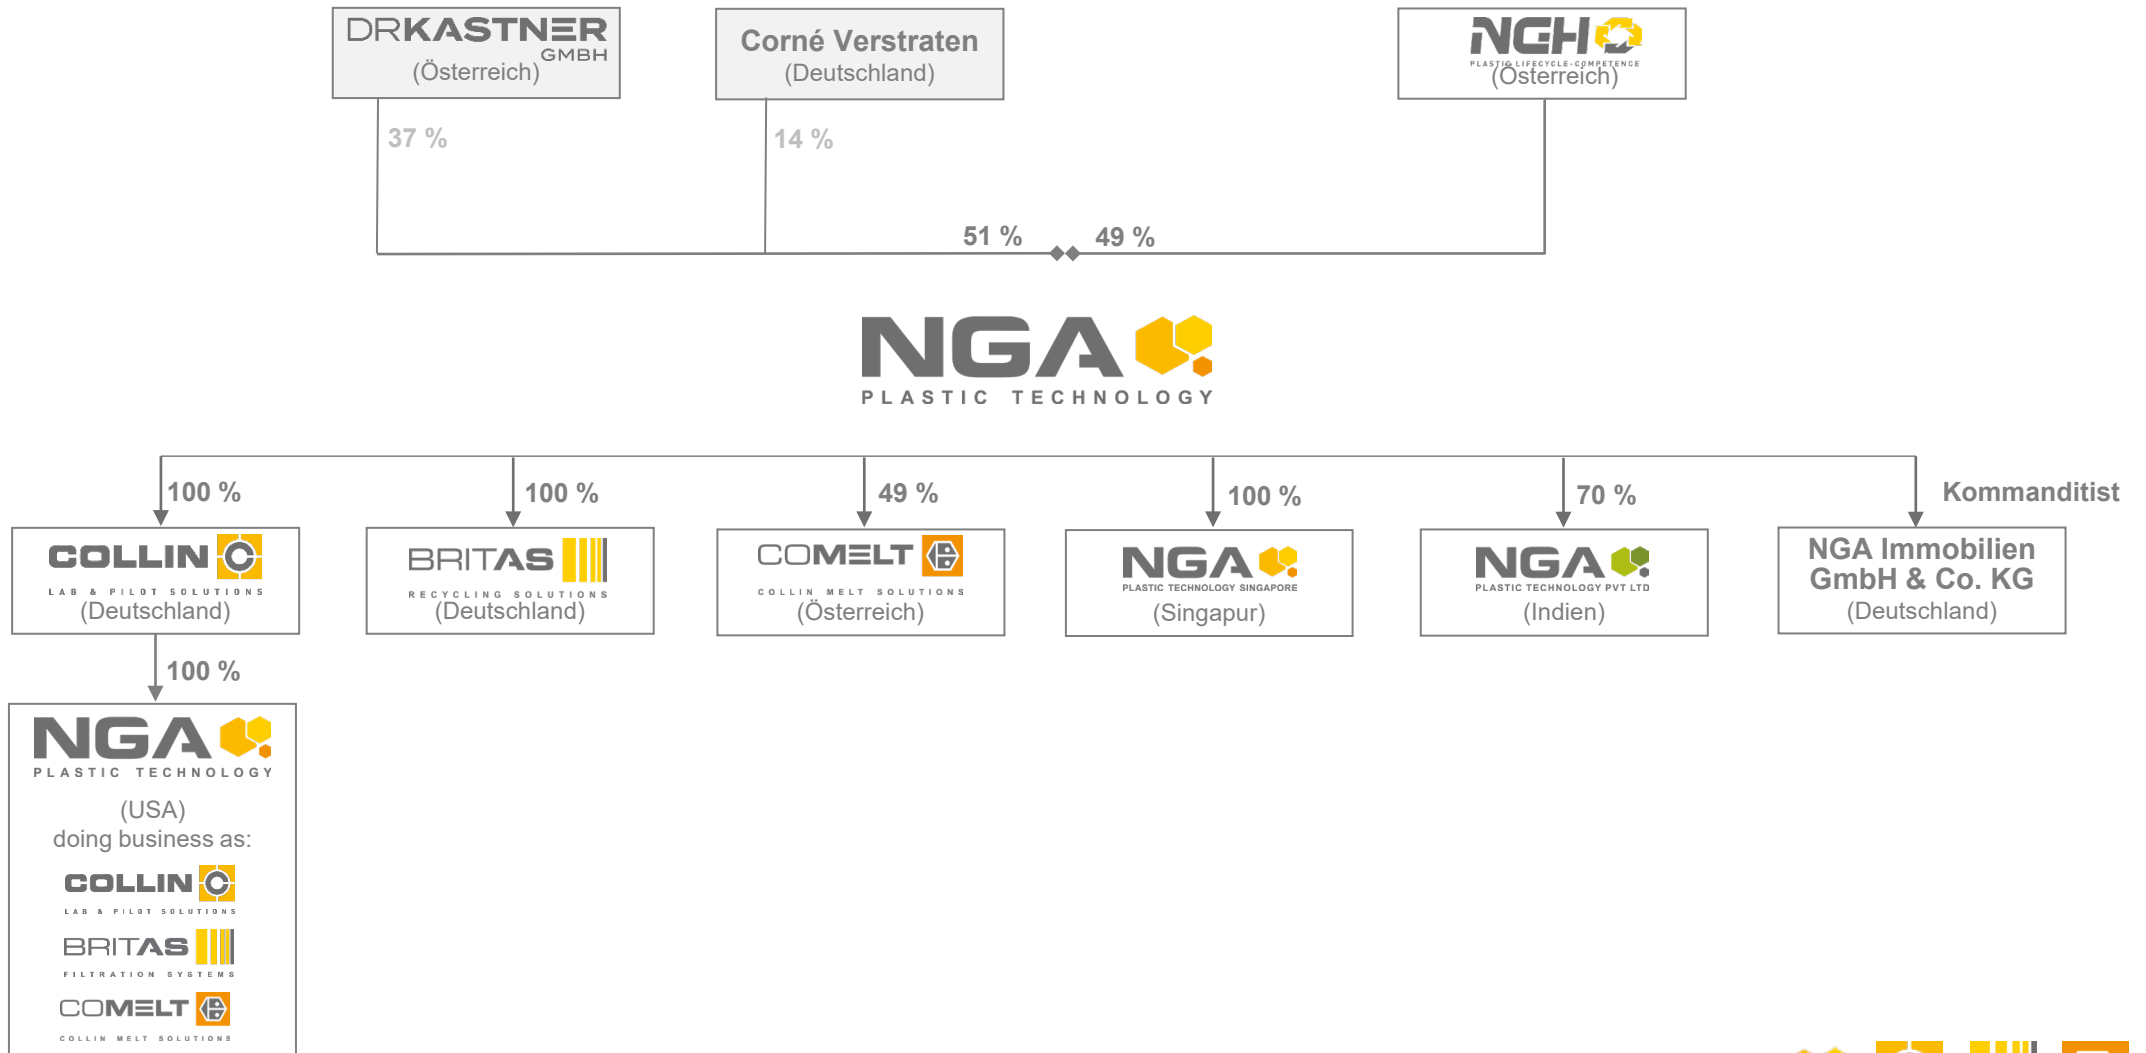 DRKASTNER
GMBH
(Österreich)
Corné Verstraten
(Deutschland)
NGH
PLASTIC LIFECYCLE-COMPETENCE
(Österreich)
37 %
14 %
51 %
49 %
NGA
PLASTIC TECHNOLOGY
100 %
100 %
49 %
100 %
70 %
Kommanditist
COLLIN
LAB & PILOT SOLUTIONS
(Deutschland)
BRITAS
RECYCLING SOLUTIONS
(Deutschland)
COMELT
COLLIN MELT SOLUTIONS
(Österreich)
NGA
PLASTIC TECHNOLOGY SINGAPORE
(Singapur)
NGA
PLASTIC TECHNOLOGY PVT LTD
(Indien)
NGA Immobilien
GmbH & Co. KG
(Deutschland)
100 %
NGA
PLASTIC TECHNOLOGY
(USA)
doing business as:
COLLIN
LAB & PILOT SOLUTIONS
BRITAS
FILTRATION SYSTEMS
COMELT
COLLIN MELT SOLUTIONS